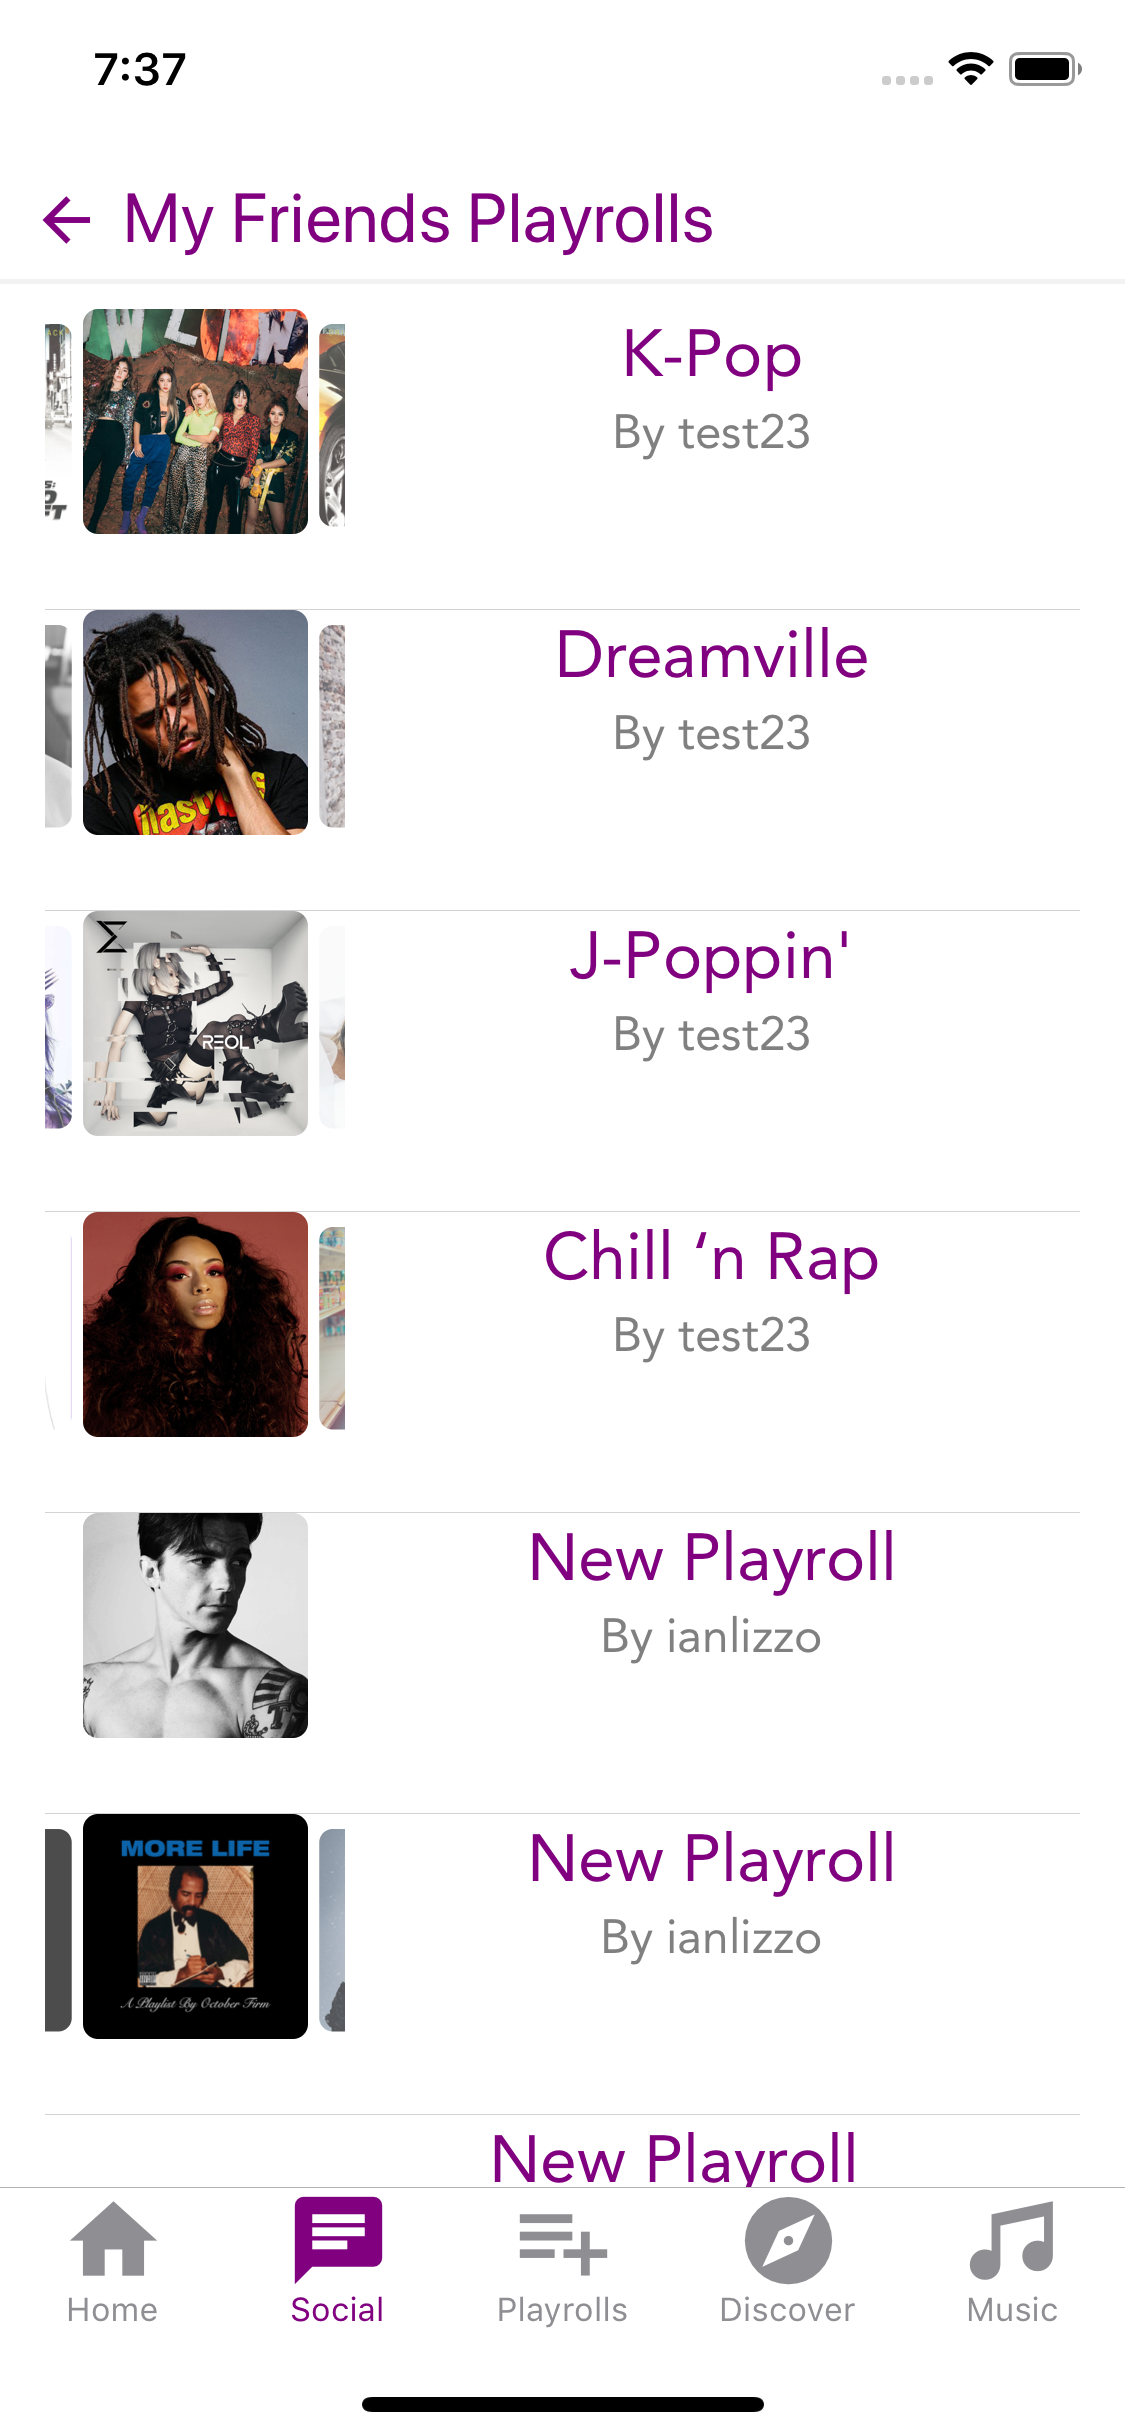 7:37
My Friends Playrolls
K-Pop
By test23
Dreamville
By test23
J-Poppin'
By test23
REOL
Chill ‘n Rap
By test23
New Playroll
By ianlizzo
MORE LIFE
A Playlist By October Firm
New Playroll
By ianlizzo
New Playroll
Home
Social
Playrolls
Discover
Music